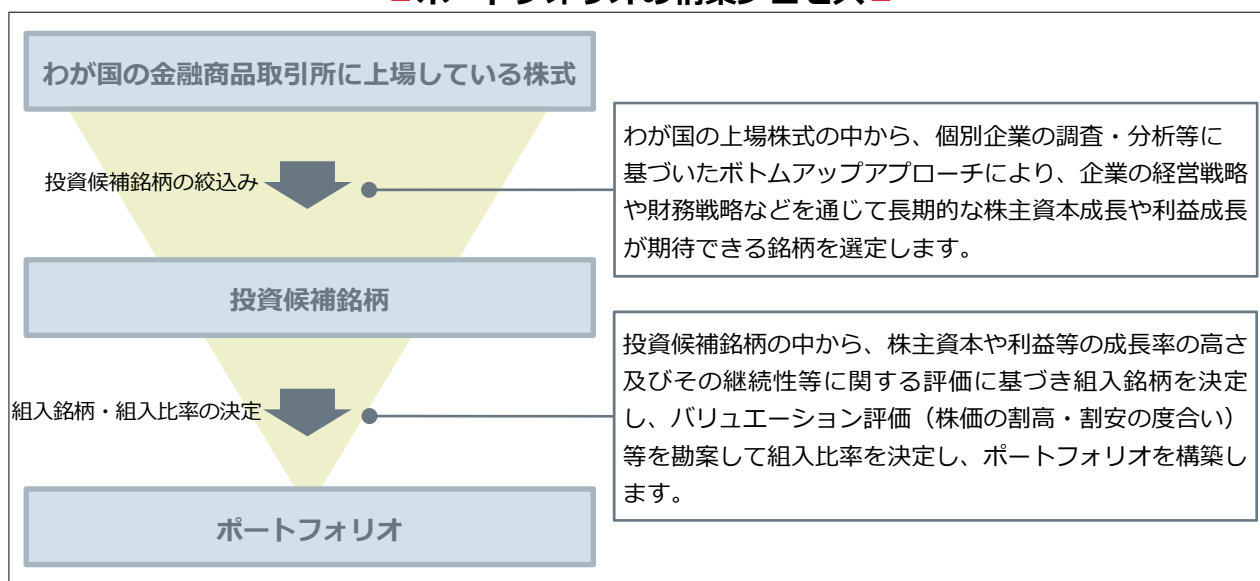 わが国の金融商品取引所に上場している株式
投資候補銘柄の絞込み
わが国の上場株式の中から、個別企業の調査・分析等に
基づいたボトムアップアプローチにより、企業の経営戦略
や財務戦略などを通じて長期的な株主資本成長や利益成長
が期待できる銘柄を選定します。
投資候補銘柄
組入銘柄・組入比率の決定
投資候補銘柄の中から、株主資本や利益等の成長率の高さ
及びその継続性等に関する評価に基づき組入銘柄を決定
し、バリュエーション評価（株価の割高・割安の度合い）
等を勘案して組入比率を決定し、ポートフォリオを構築し
ます。
ポートフォリオ